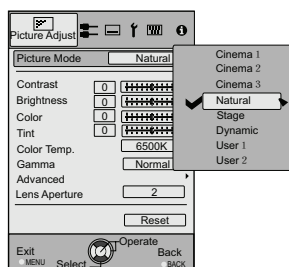 Picture Adjust
Picture Mode Natural
Contrast 0
Brightness 0
Color 0
Tint 0
Color Temp. 6500K
Gamma Normal
Advanced
Lens Aperture 2
Reset
Exit
MENU
Select
Operate
Back
BACK
Cinema 1
Cinema 2
Cinema 3
Natural
Stage
Dynamic
User 1
User 2